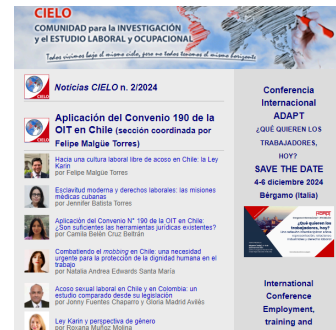 CIELO
COMUNIDAD para la INVESTIGACIÓN
y el ESTUDIO LABORAL y OCUPACIONAL
Todos vivimos bajo el mismo cielo, pero no todos tenemos el mismo horizonte
CIELO
Noticias CIELO n. 2/2024
CIELO
Aplicación del Convenio 190 de la
OIT en Chile (sección coordinada por
Felipe Malgüe Torres)
Hacia una cultura laboral libre de acoso en Chile: la Ley
Karin
por Felipe Malgüe Torres
Esclavitud moderna y derechos laborales: las misiones
médicas cubanas
por Jennifer Batista Torres
Aplicación del Convenio N° 190 de la OIT en Chile:
¿Son suficientes las herramientas jurídicas existentes?
por Camila Belén Cruz Battaglia
Combatiendo el mobbing en Chile: una necesidad
urgente para la protección de la dignidad humana en el
trabajo
por Natalia Andrea Edwards Santa María
Acoso sexual laboral en Chile y en Colombia: un
estudio comparado desde su legislación
por Jonny Fuentes Chaparro y Gloria Madrid Avilés
Ley Karin y perspectiva de género
por Roxana Muñoz Molina
Conferencia
Internacional
ADAPT
¿QUÉ QUIEREN LOS
TRABAJADORES,
HOY?
SAVE THE DATE
4-6 diciembre 2024
Bérgamo (Italia)
¿Qué quieren los
trabajadores, hoy?
International
Conference
Employment,
training and